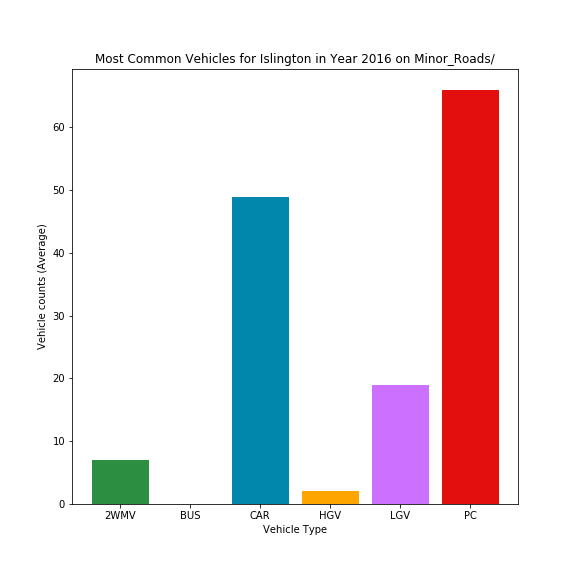 Most Common Vehicles for Islington in Year 2016 on Minor_Roads/
Vehicle counts (Average)
60
50
40
30
20
10
0
2WMV BUS CAR HGV LGV PC
Vehicle Type